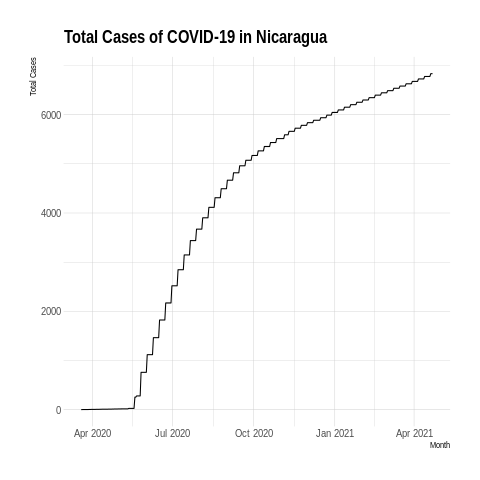 Total Cases of COVID-19 in Nicaragua
Total Cases
6000
4000
2000
0
Apr 2020 Jul 2020 Oct 2020 Jan 2021 Apr 2021
Month